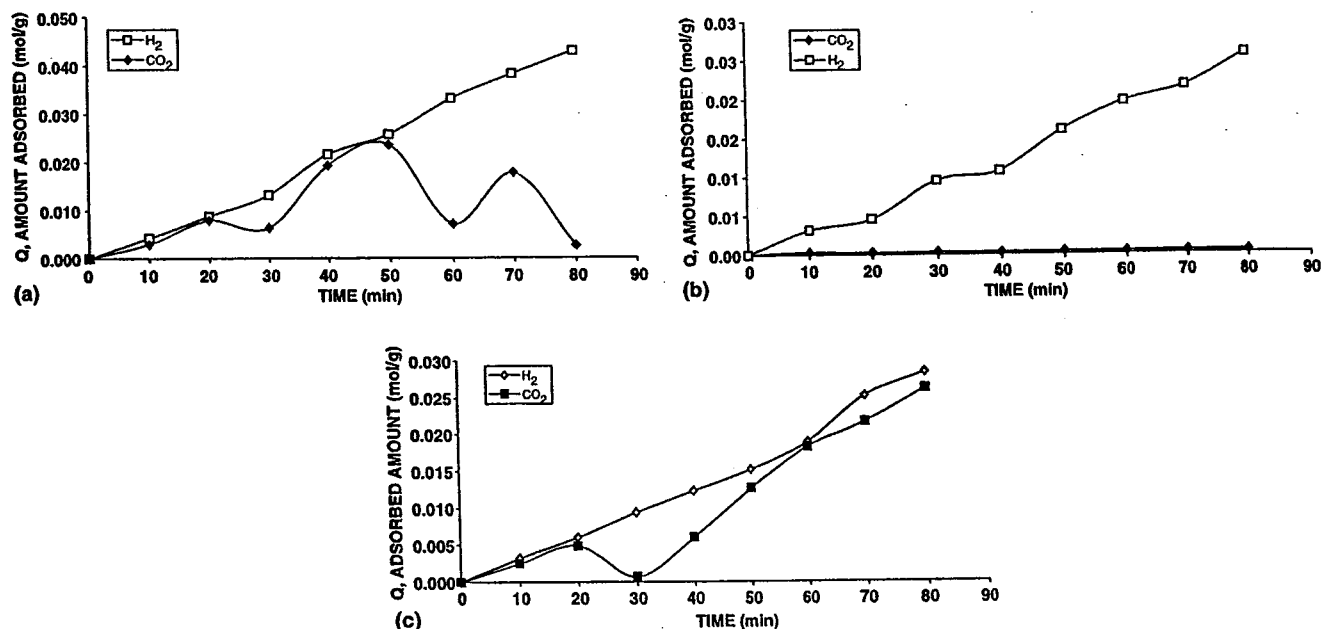 Q, AMOUNT ADSORBED (mol/g)
0.050
0.040
0.030
0.020
0.010
0.000
H2
CO2
0 10 20 30 40 50 60 70 80 90
TIME (min)
(a)
Q, AMOUNT ADSORBED (mol/g)
0.03
0.03
0.02
0.02
0.01
0.01
0.00
CO2
H2
0 10 20 30 40 50 60 70 80 90
TIME (min)
(b)
Q, ADSORBED AMOUNT (mol/g)
0.030
0.025
0.020
0.015
0.010
0.005
0.000
H2
CO2
0 10 20 30 40 50 60 70 80 90
TIME (min)
(c)